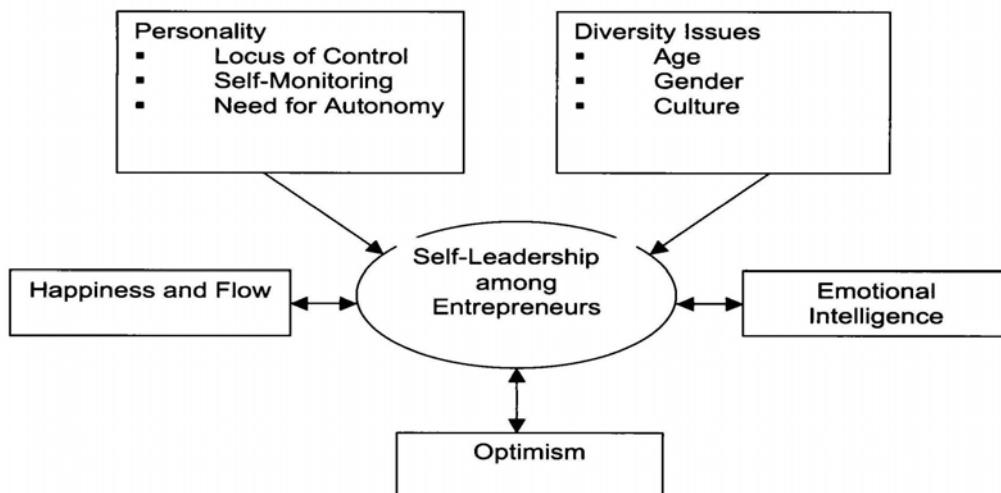 Personality
▪ Locus of Control
▪ Self-Monitoring
▪ Need for Autonomy
Diversity Issues
▪ Age
▪ Gender
▪ Culture
Self-Leadership
among
Entrepreneurs
Happiness and Flow
Emotional
Intelligence
Optimism